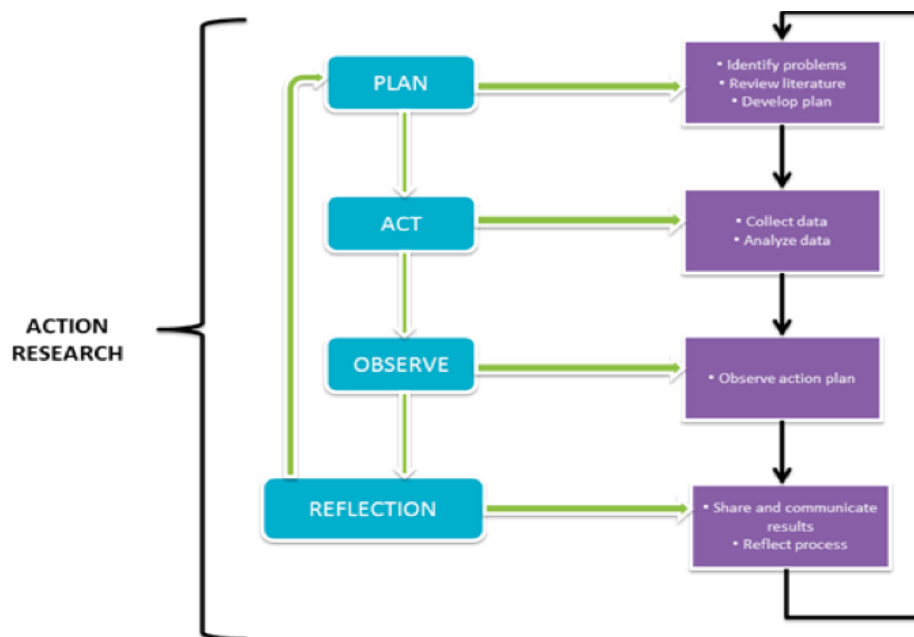 ACTION
RESEARCH
PLAN
• Identify problems
• Review literature
• Develop plan
ACT
• Collect data
• Analyze data
OBSERVE
• Observe action plan
REFLECTION
• Share and communicate
results
• Reflect process